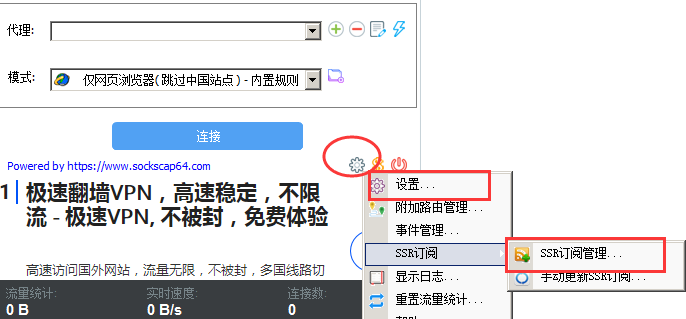 代理:
模式:
仅网页浏览器(跳过中国站点) - 内置规则
连接
Powered by https://www.sockscap64.com
1
极速翻墙VPN，高速稳定，不限
流 - 极速VPN, 不被封，免费体验
高速访问国外网站，流量无限，不被封，多国线路切
设置...
附加路由管理...
事件管理...
SSR订阅
显示日志...
重置流量统计...
SSR订阅管理...
手动更新SSR订阅...
流量统计:
实时速度:
连接数:
0 B
0 B/s
0